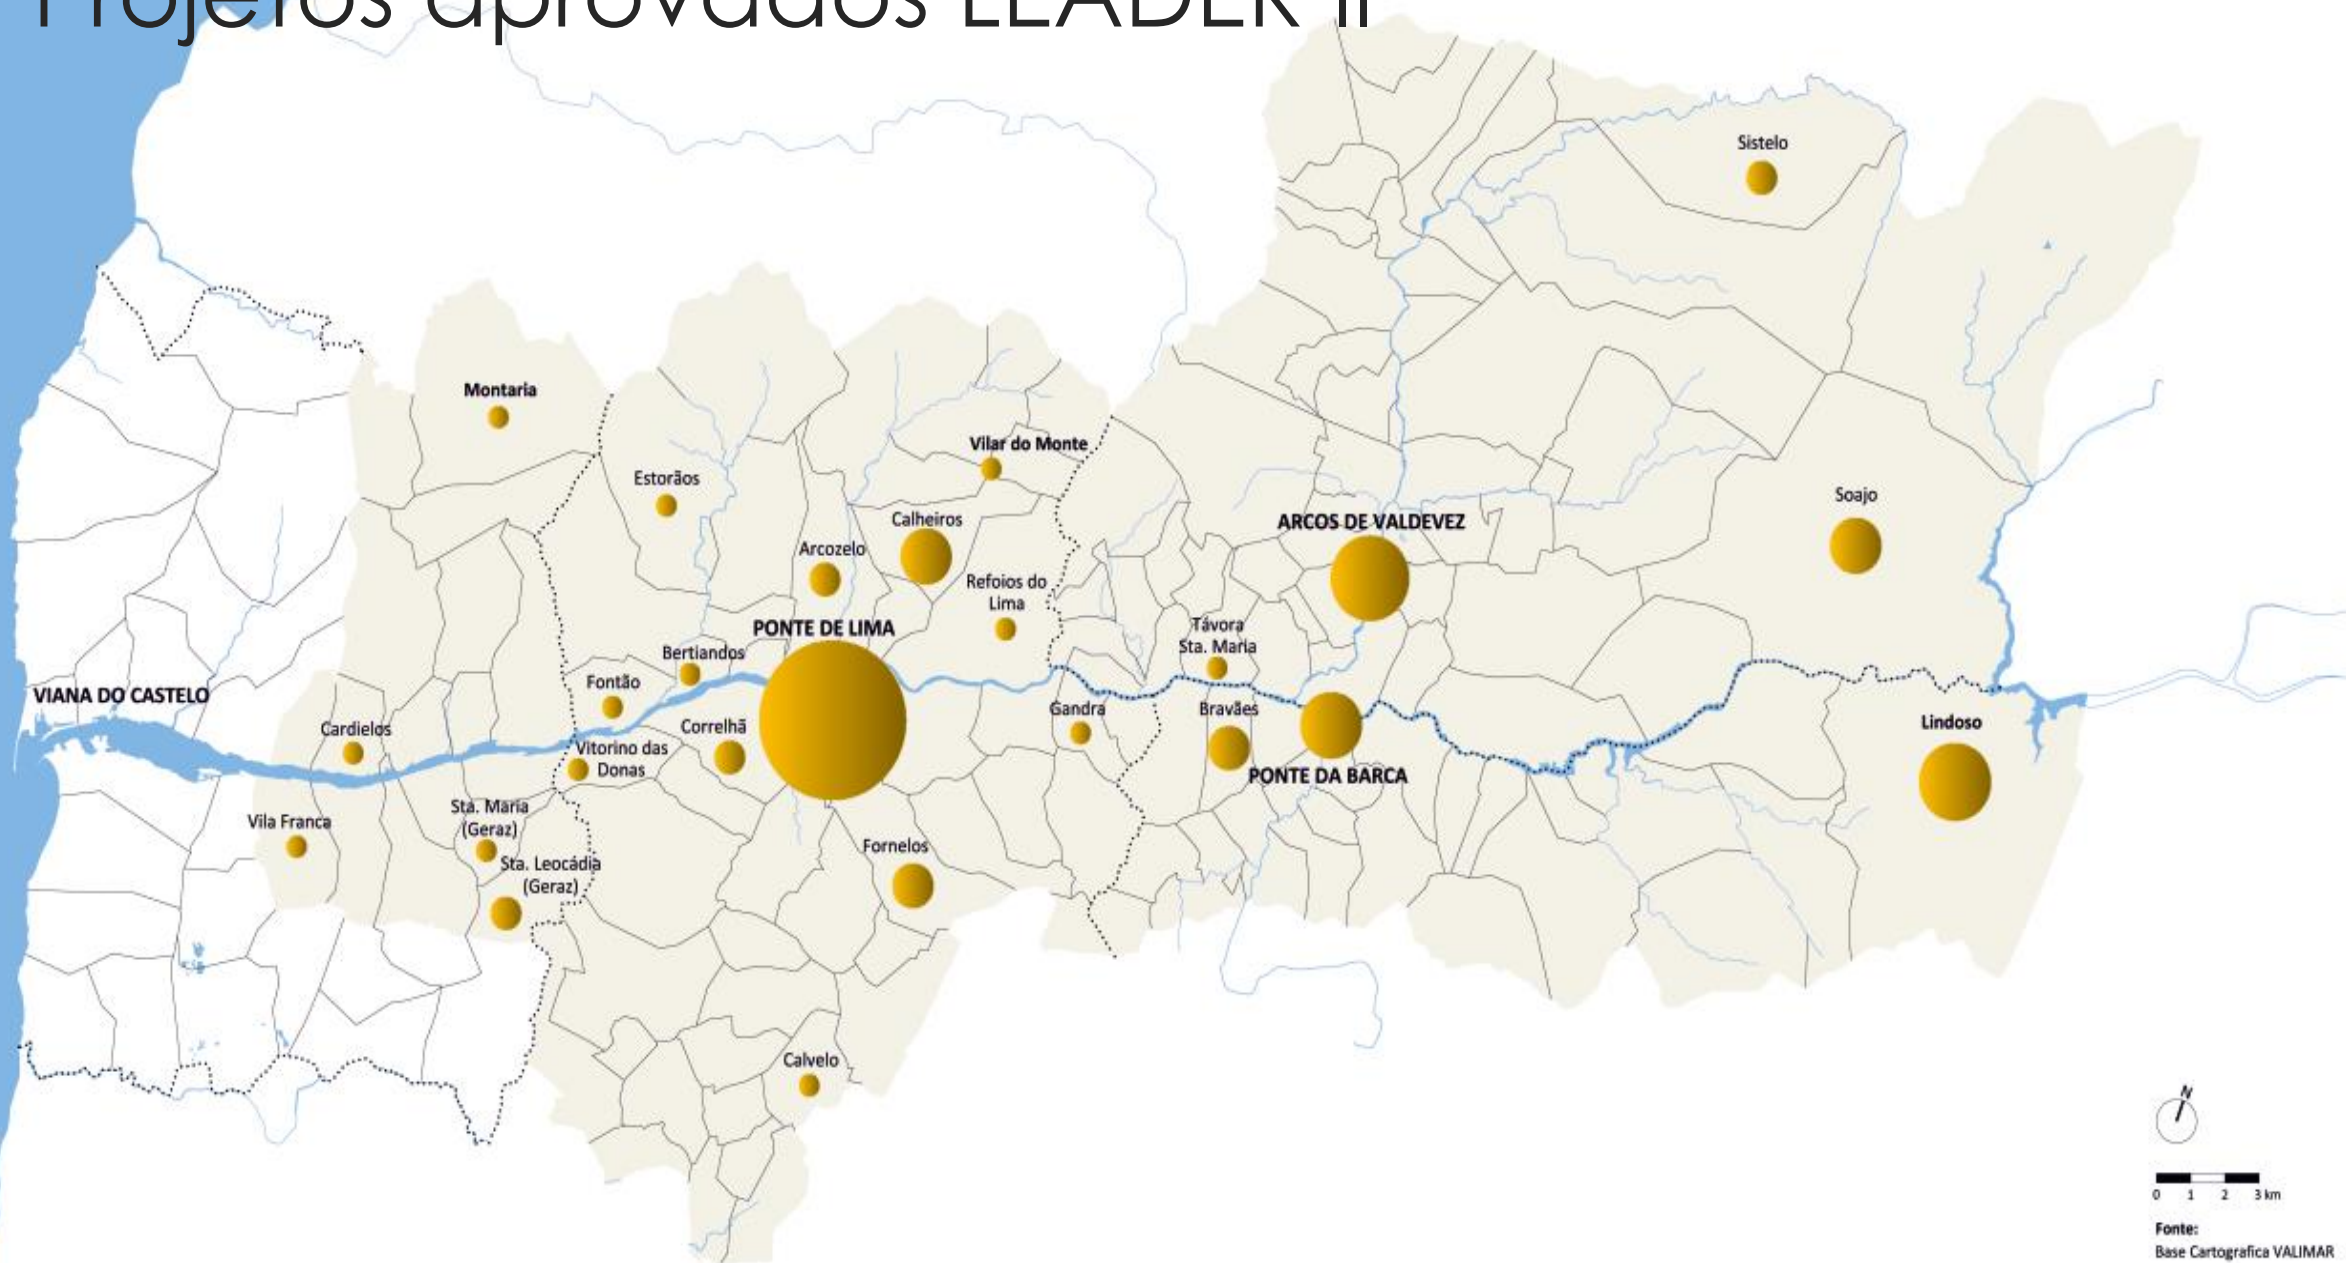 Projetos aprovados LEADER II
Sistelo
Montaria
Vilar do Monte
Estorãos
Soajo
Calheiros
ARCOS DE VALDEVEZ
Arcozelo
Refoios do
Lima
PONTE DE LIMA
Távora
Sta. Maria
Bertiandos
Fontão
VIANA DO CASTELO
Gandra
Bravães
Lindoso
Cardielos
Correlhã
Vitorino das
Donas
PONTE DA BARCA
Sta. Maria
(Geraz)
Vila Franca
Fornelos
Sta. Leocádia
(Geraz)
Calvelo
N
0 1 2 3 km
Fonte:
Base Cartografica VALIMAR